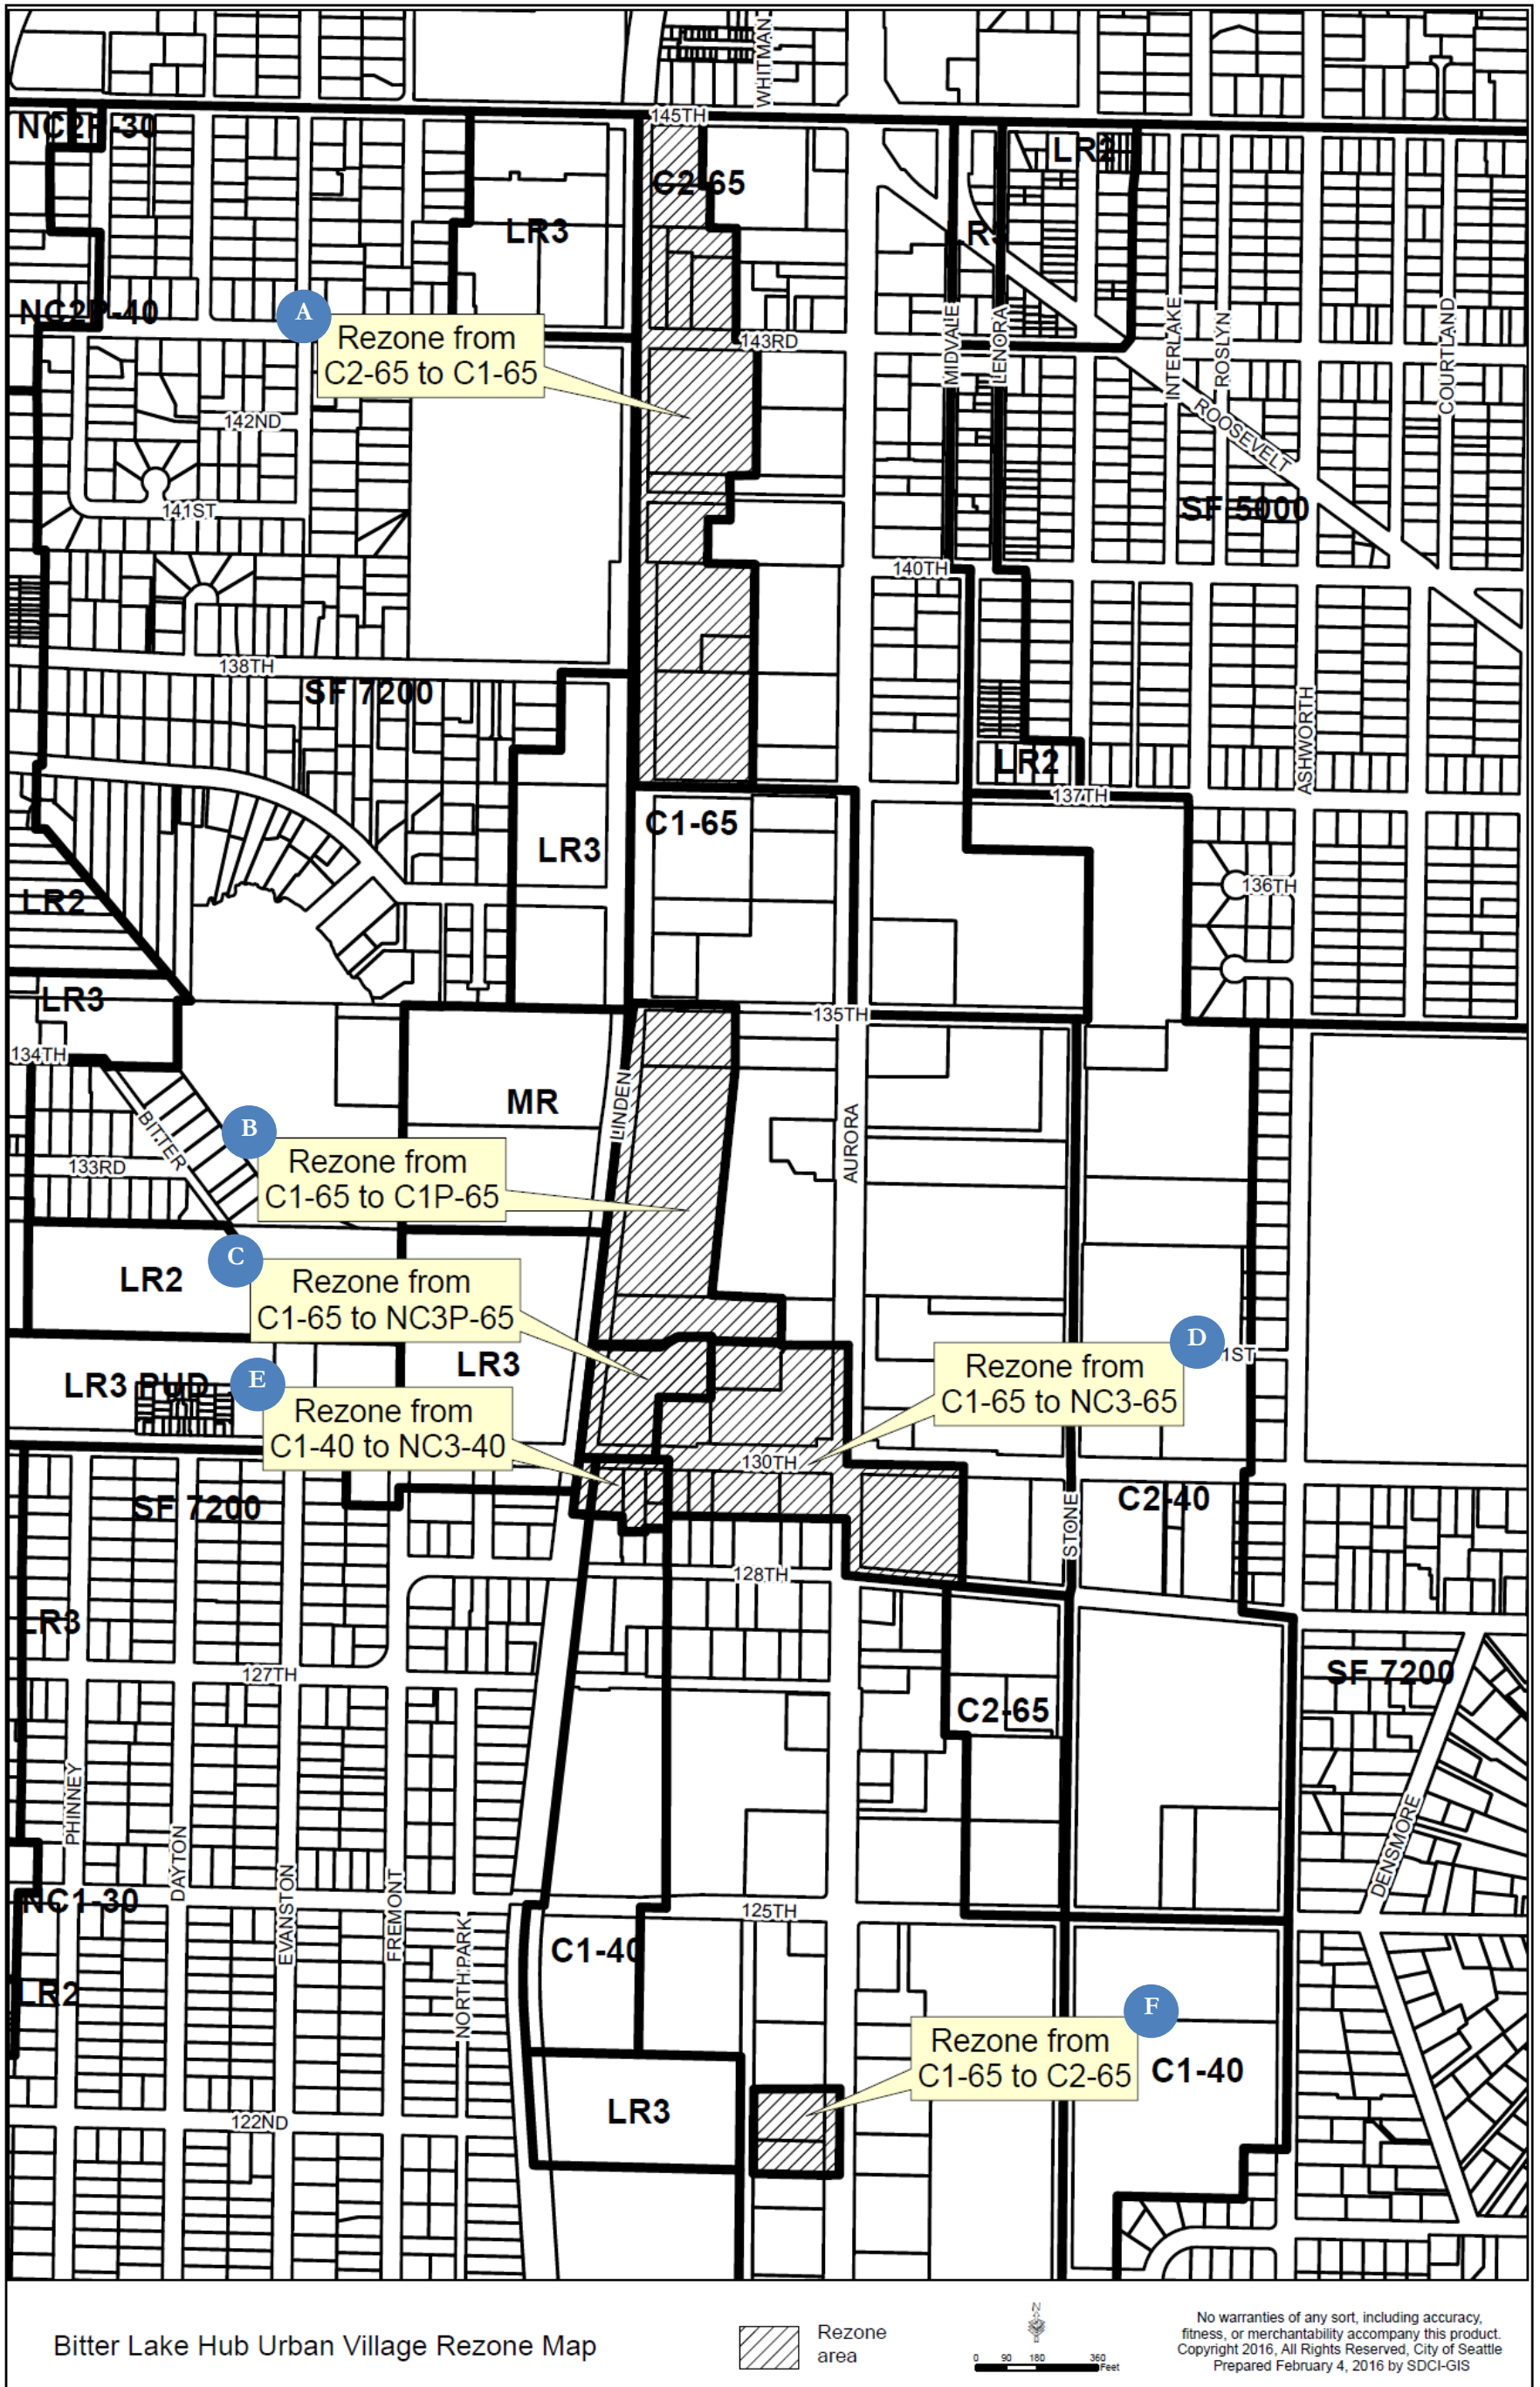 WHITMAN
145TH
NC2P-30
LR2
C2-65
LR3
LR3
NC2P-40
A
Rezone from
C2-65 to C1-65
143RD
MIDVALE
LENORA
INTERLAKE
ROSLYN
COURTLAND
142ND
ROOSEVELT
141ST
SF 5000
140TH
138TH
SF 7200
ASHWORTH
LR2
137TH
C1-65
LR3
136TH
LR2
LR3
135TH
134TH
MR
LINDEN
AURORA
BITTER
B
Rezone from
C1-65 to C1P-65
133RD
C
Rezone from
C1-65 to NC3P-65
LR2
D
Rezone from
C1-65 to NC3-65
1ST
LR3
LR3 PUD
E
Rezone from
C1-40 to NC3-40
130TH
SF 7200
C2-40
STONE
128TH
LR3
127TH
SF 7200
C2-65
PHINNEY
DAYTON
EVANSTON
FREMONT
NORTH PARK
DENSMORE
NC1-30
125TH
C1-40
LR2
F
Rezone from
C1-65 to C2-65
C1-40
LR3
122ND
Bitter Lake Hub Urban Village Rezone Map
Rezone
area
N
0 90 180 360
Feet
No warranties of any sort, including accuracy,
fitness, or merchantability accompany this product.
Copyright 2016, All Rights Reserved, City of Seattle
Prepared February 4, 2016 by SDCI-GIS